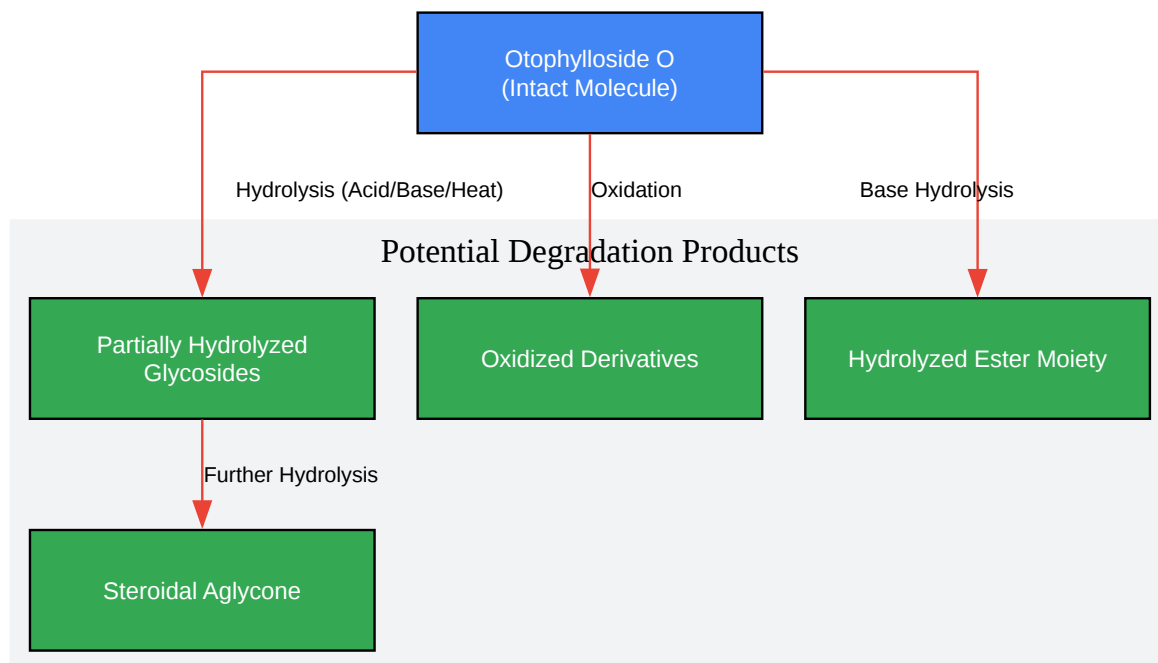 Otophylloside O
(Intact Molecule)
Hydrolysis (Acid/Base/Heat)
Oxidation
Base Hydrolysis
Potential Degradation Products
Partially Hydrolyzed
Glycosides
Oxidized Derivatives
Hydrolyzed Ester Moiety
Further Hydrolysis
Steroidal Aglycone